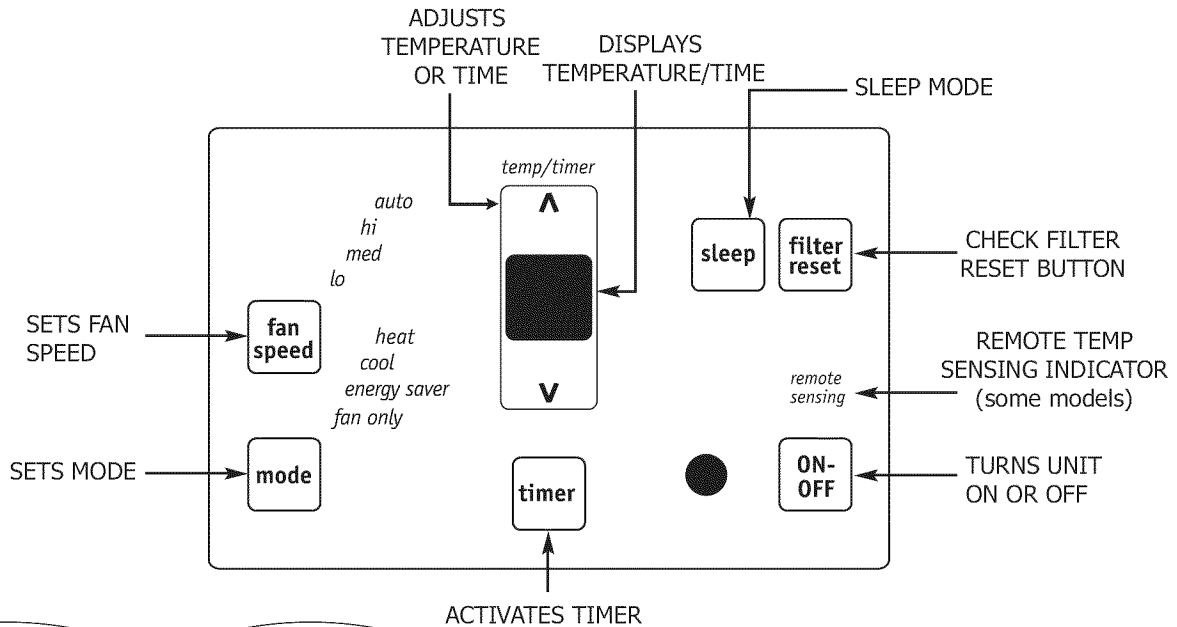 ADJUSTS
TEMPERATURE
OR TIME
DISPLAYS
TEMPERATURE/TIME
SLEEP MODE
temp/timer
^
auto
hi
med
lo
sleep
filter
reset
CHECK FILTER
RESET BUTTON
SETS FAN
SPEED
fan
speed
heat
cool
energy saver
fan only
v
remote
sensing
REMOTE TEMP
SENSING INDICATOR
(some models)
SETS MODE
mode
timer
ON-
OFF
TURNS UNIT
ON OR OFF
ACTIVATES TIMER